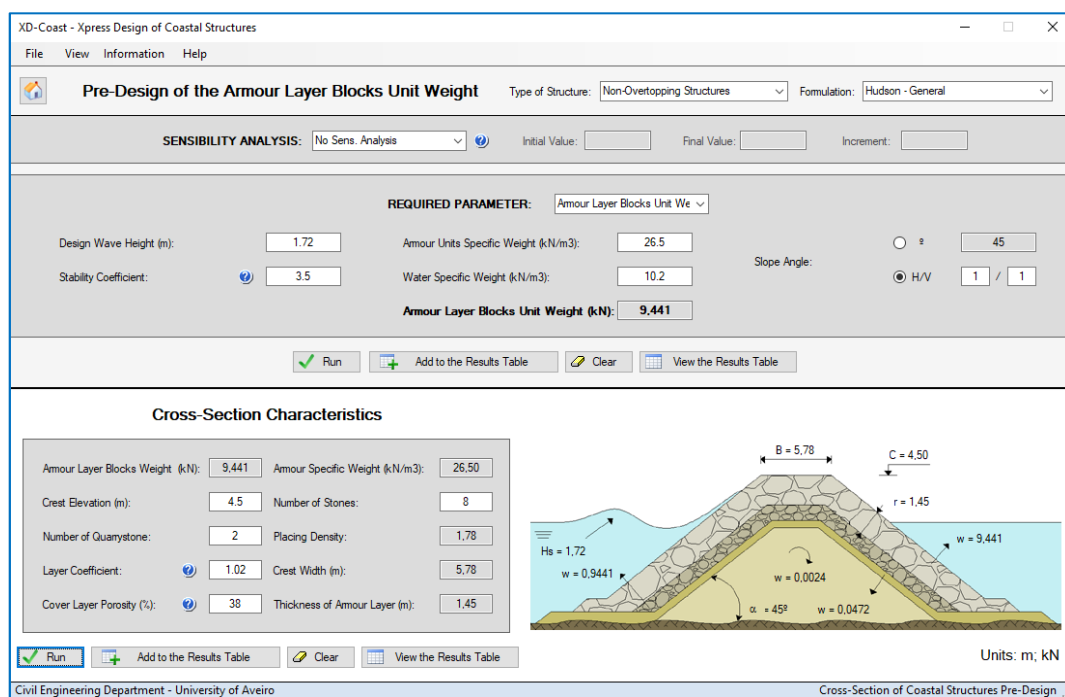 XD-Coast - Xpress Design of Coastal Structures
File View Information Help
Pre-Design of the Armour Layer Blocks Unit Weight Type of Structure: Non-Overtopping Structures Formulation: Hudson - General
SENSIBILITY ANALYSIS: No Sens. Analysis Initial Value: Final Value: Increment:
REQUIRED PARAMETER: Armour Layer Blocks Unit We
Design Wave Height (m): 1.72 Armour Units Specific Weight (kN/m3): 26.5 º 45
Slope Angle:
Stability Coefficient: 3.5 Water Specific Weight (kN/m3): 10.2 H/V 1 / 1
Armour Layer Blocks Unit Weight (kN): 9,441
Run Add to the Results Table Clear View the Results Table
Cross-Section Characteristics
Armour Layer Blocks Weight (kN): 9,441 Armour Specific Weight (kN/m3): 26,50
Crest Elevation (m): 4.5 Number of Stones: 8
Number of Quarrystone: 2 Placing Density: 1,78
Layer Coefficient: 1.02 Crest Width (m): 5,78
Cover Layer Porosity (%): 38 Thickness of Armour Layer (m): 1,45
B = 5,78
C = 4,50
r = 1,45
Hs = 1,72
w = 9,441
w = 0,9441
w = 0,0024
α = 45º
w = 0,0472
Run Add to the Results Table Clear View the Results Table
Units: m; kN
Civil Engineering Department - University of Aveiro Cross-Section of Coastal Structures Pre-Design